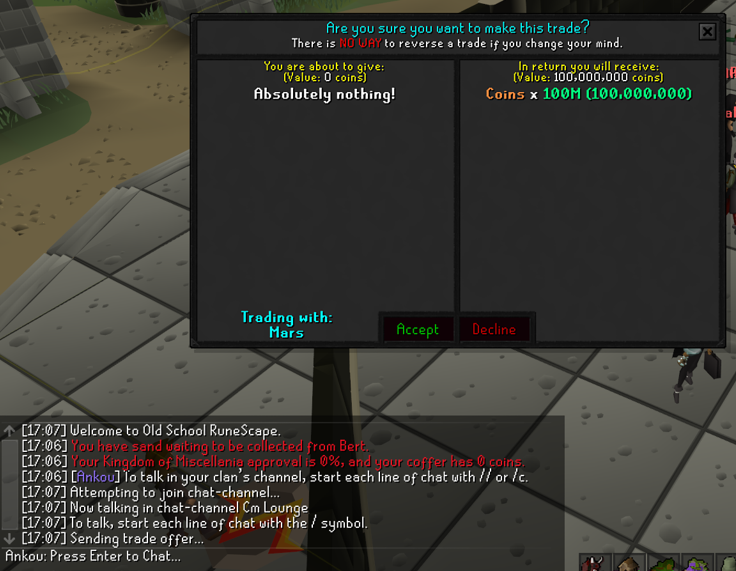 Are you sure you want to make this trade?
There is NO WAY to reverse a trade if you change your mind.
You are about to give:
(Value: 0 coins)
Absolutely nothing!
In return you will receive:
(Value: 100,000,000 coins)
Coins x 100M (100,000,000)
Trading with:
Mars
Accept
Decline
[17:07] Welcome to Old School RuneScape.
[17:06] You have sand waiting to be collected from Bert.
[17:06] Your Kingdom of Miscellania approval is 0%, and your coffer has 0 coins.
[17:06] [Ankou] To talk in your clan's channel, start each line of chat with // or /c.
[17:07] Attempting to join chat-channel...
[17:07] Now talking in chat-channel Cm Lounge
[17:07] To talk, start each line of chat with the / symbol.
[17:07] Sending trade offer...
Ankou: Press Enter to Chat...